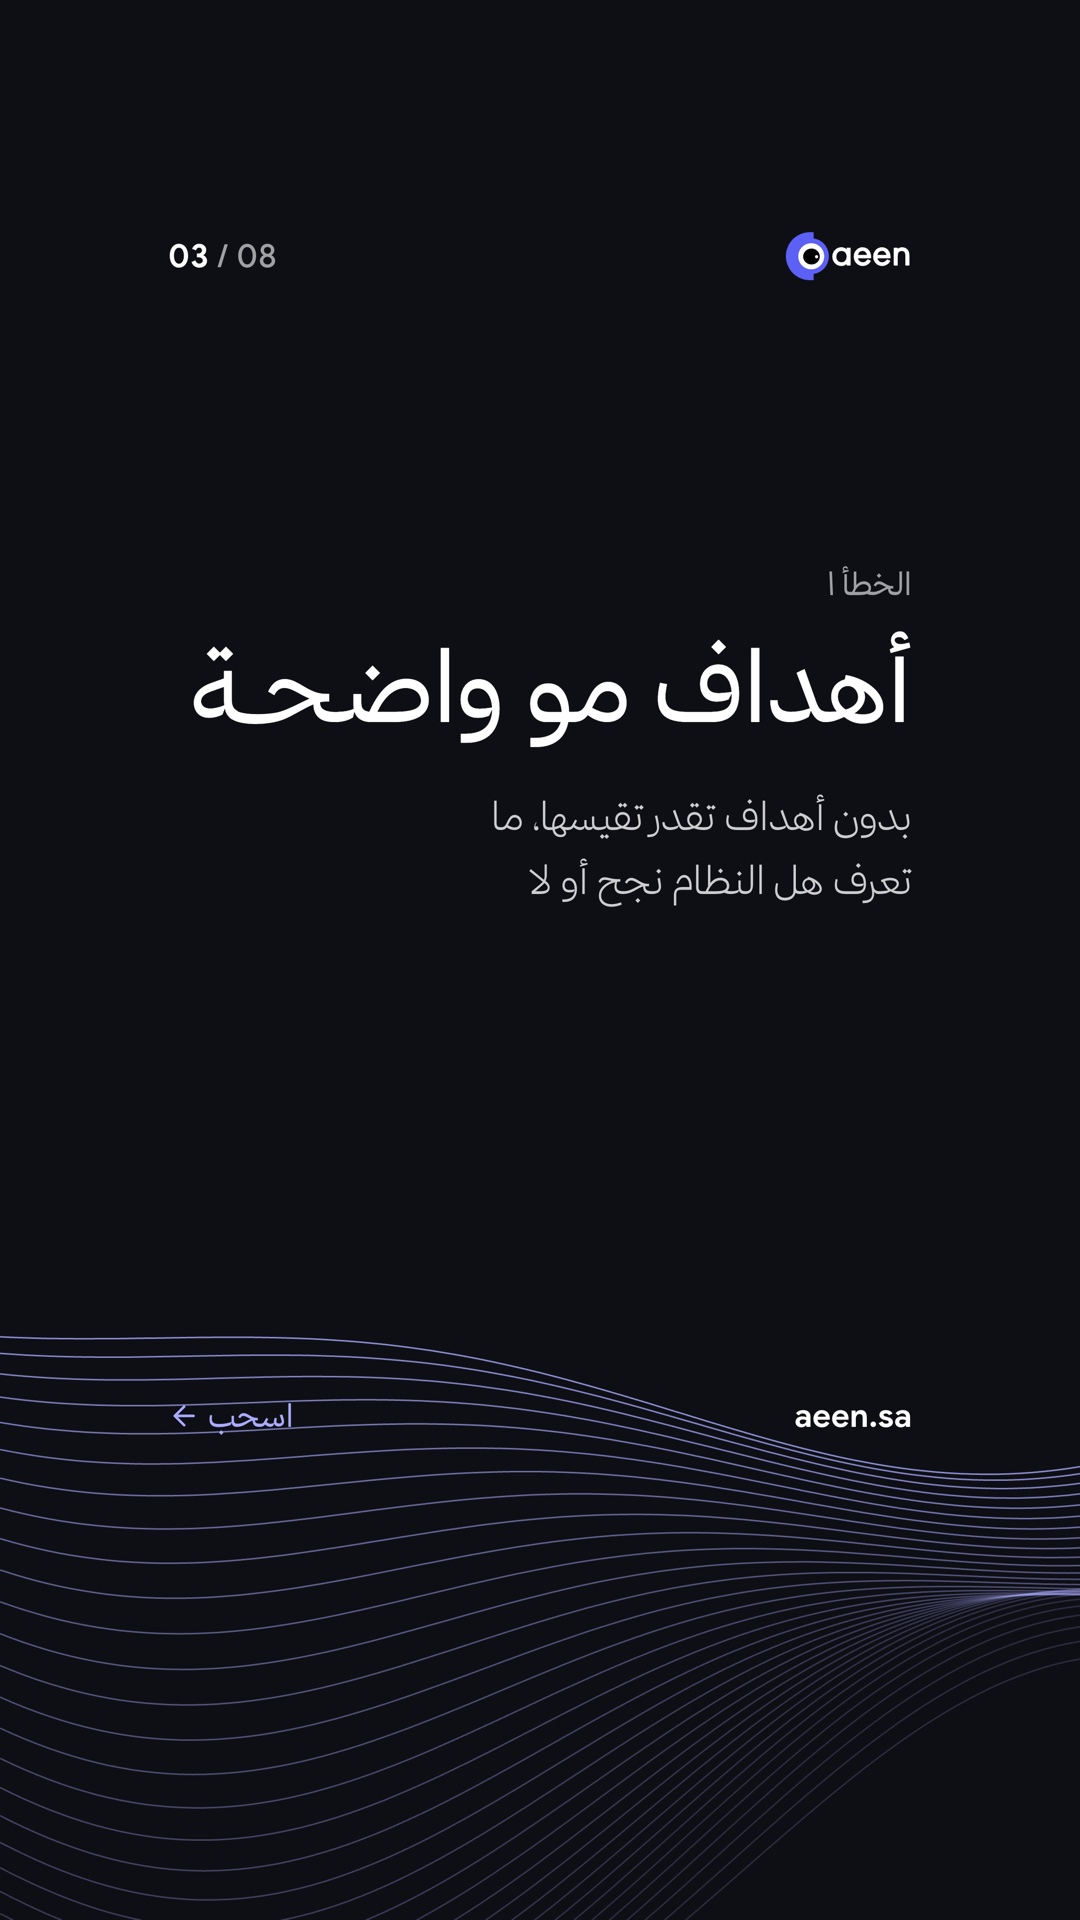 03 / 08
aeen
الخطأ ١
أهداف مو واضحة
بدون أهداف تقدر تقيسها، ما
تعرف هل النظام نجح أو لا
aeen.sa
اسحب ←